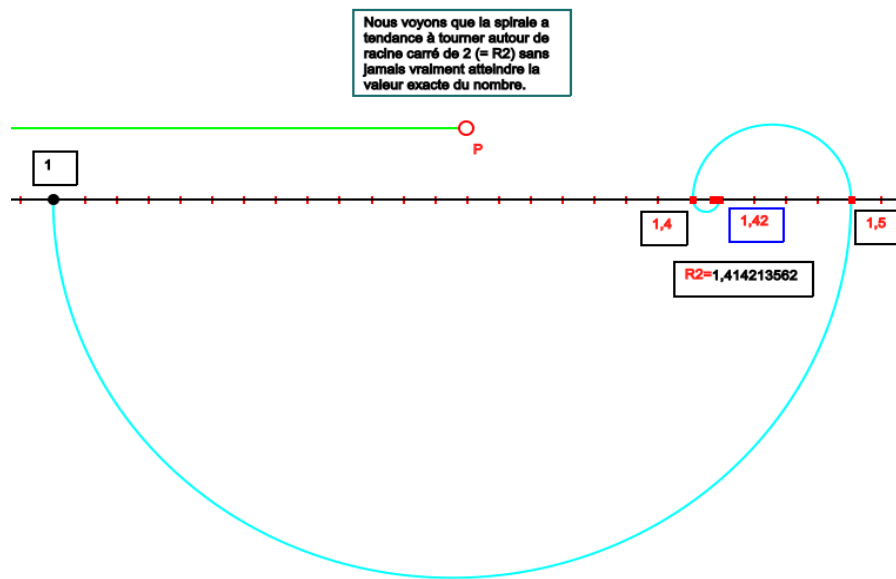 Nous voyons que la spirale a
tendance à tourner autour de
racine carré de 2 (= R2) sans
jamais vraiment atteindre la
valeur exacte du nombre.
P
1
1,4
1,42
1,5
R2=1,414213562